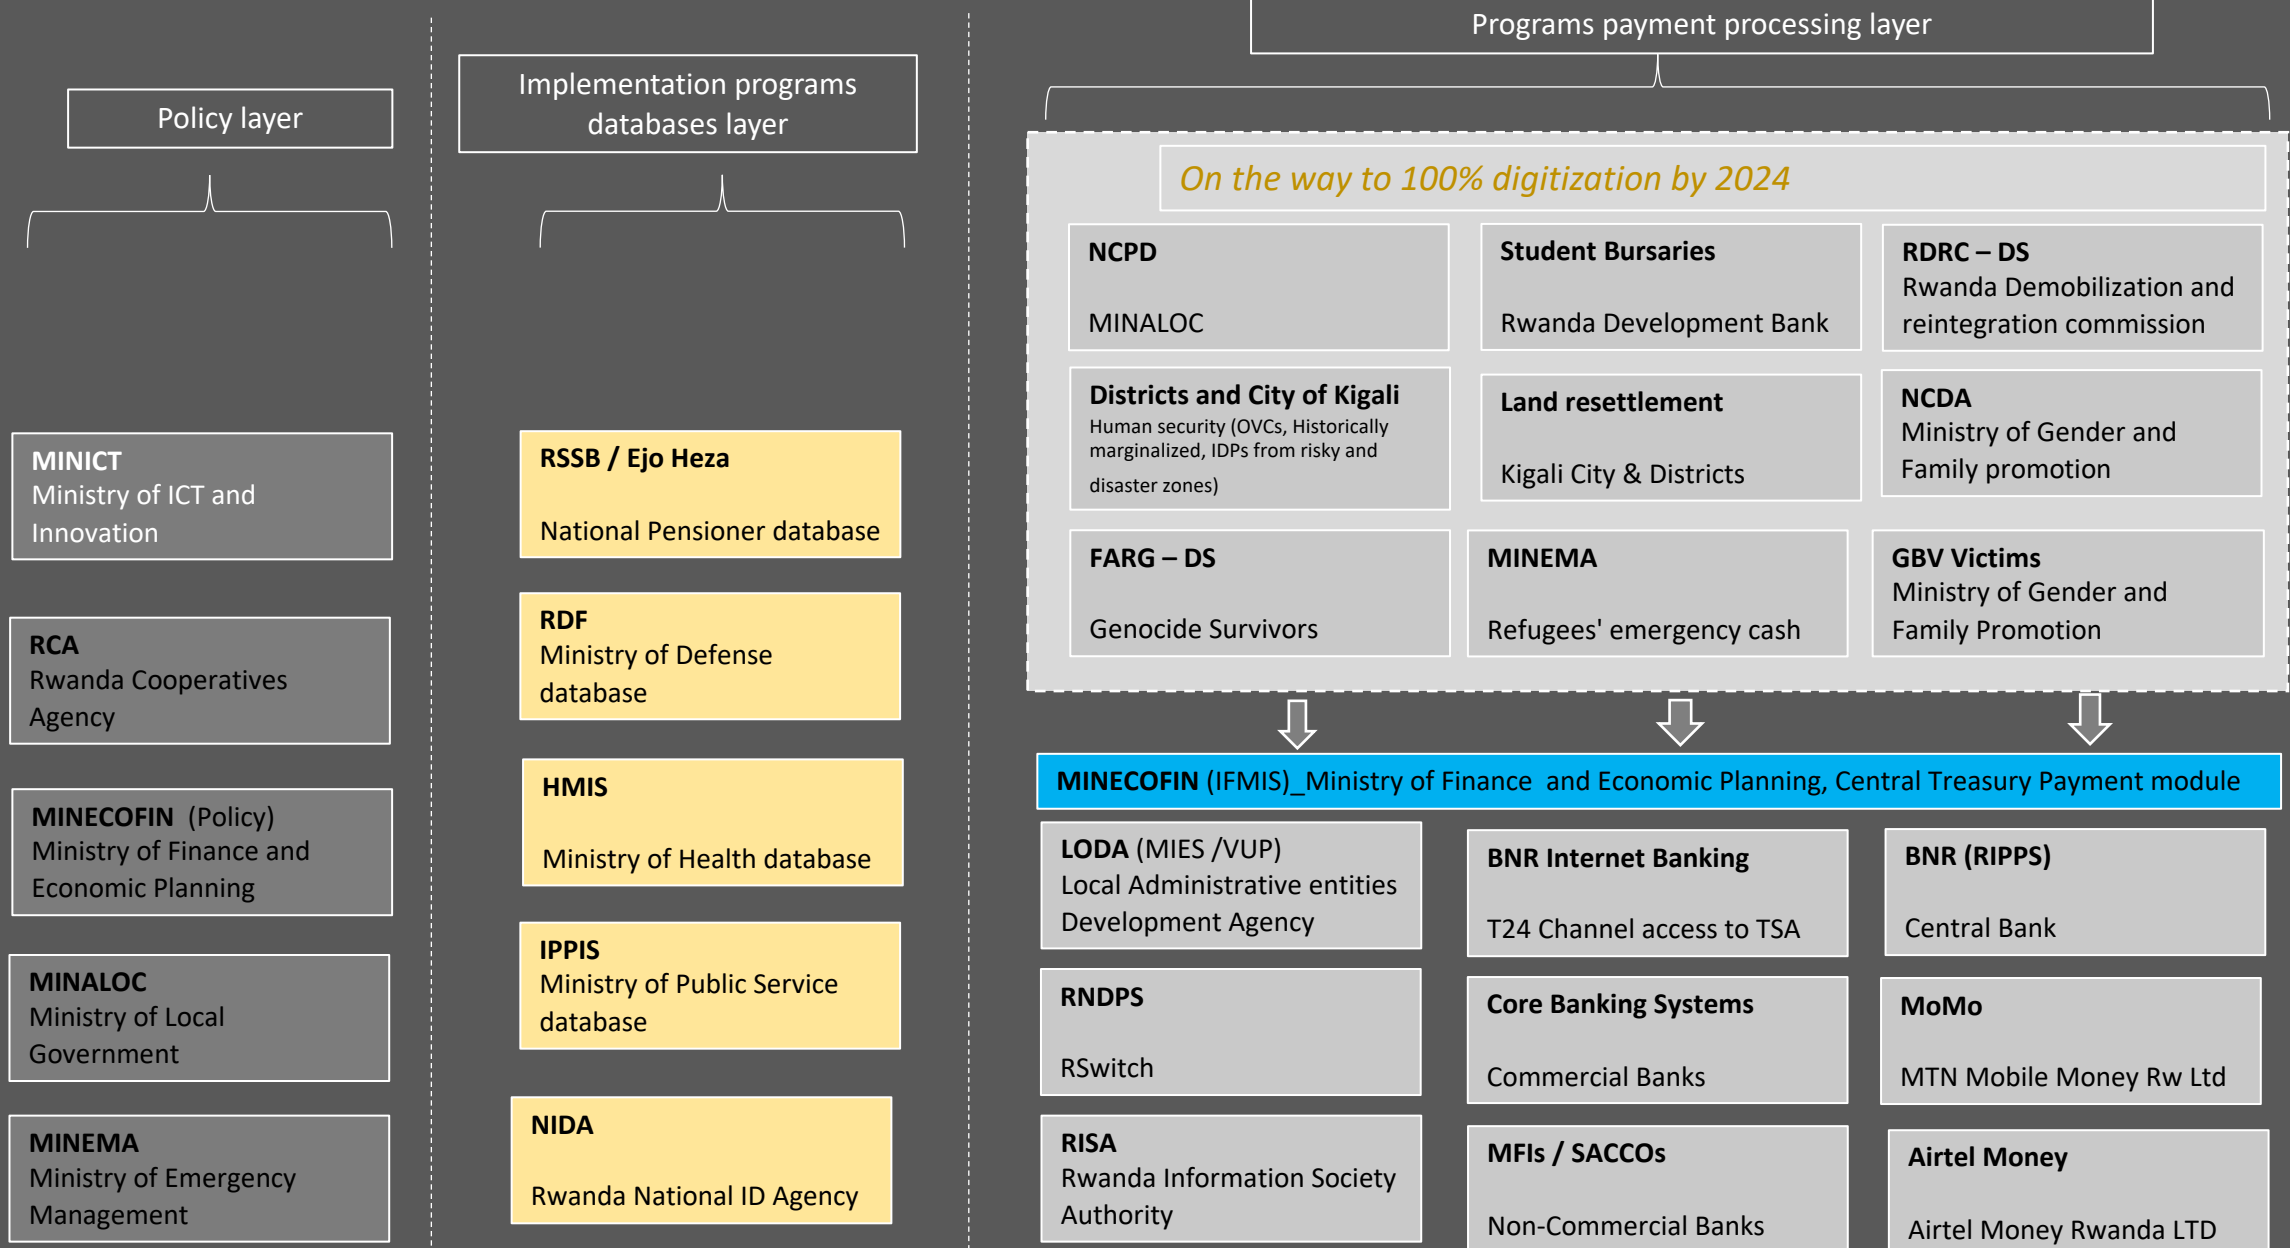 Programs payment processing layer
Policy layer
Implementation programs
databases layer
On the way to 100% digitization by 2024
MINICT
Ministry of ICT and
Innovation
RCA
Rwanda Cooperatives
Agency
MINECOFIN (Policy)
Ministry of Finance and
Economic Planning
MINALOC
Ministry of Local
Government
MINEMA
Ministry of Emergency
Management
RSSB / Ejo Heza
National Pensioner database
RDF
Ministry of Defense
database
HMIS
Ministry of Health database
IPPIS
Ministry of Public Service
database
NIDA
Rwanda National ID Agency
NCPD
MINALOC
Student Bursaries
Rwanda Development Bank
RDRC – DS
Rwanda Demobilization and
reintegration commission
Districts and City of Kigali
Human security (OVCs, Historically
marginalized, IDPs from risky and
disaster zones)
Land resettlement
Kigali City & Districts
NCDA
Ministry of Gender and
Family promotion
FARG – DS
Genocide Survivors
MINEMA
Refugees' emergency cash
GBV Victims
Ministry of Gender and
Family Promotion
MINECOFIN (IFMIS)_Ministry of Finance and Economic Planning, Central Treasury Payment module
LODA (MIES /VUP)
Local Administrative entities
Development Agency
BNR Internet Banking
T24 Channel access to TSA
BNR (RIPPS)
Central Bank
RNDPS
RSwitch
Core Banking Systems
Commercial Banks
MoMo
MTN Mobile Money Rw Ltd
RISA
Rwanda Information Society
Authority
MFIs / SACCOs
Non-Commercial Banks
Airtel Money
Airtel Money Rwanda LTD